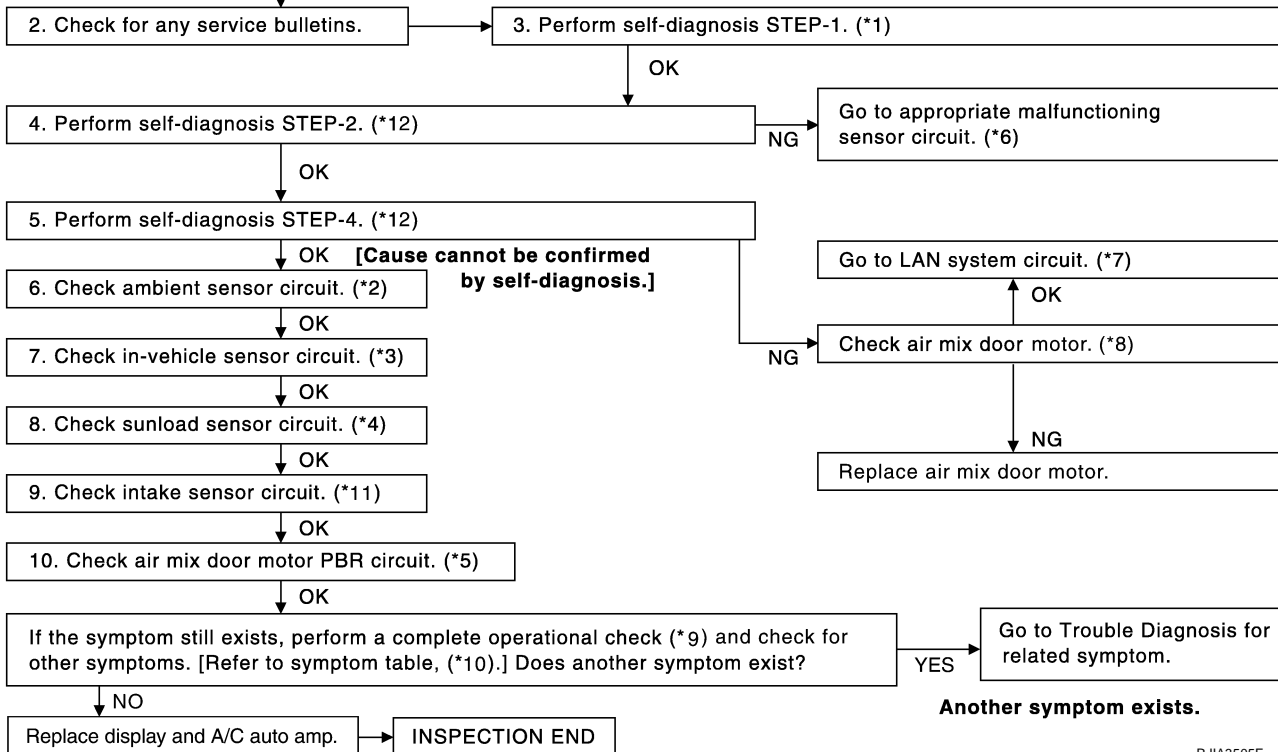 2. Check for any service bulletins.
3. Perform self-diagnosis STEP-1. (*1)
OK
4. Perform self-diagnosis STEP-2. (*12)
NG
Go to appropriate malfunctioning
sensor circuit. (*6)
OK
5. Perform self-diagnosis STEP-4. (*12)
OK
[Cause cannot be confirmed
by self-diagnosis.]
Go to LAN system circuit. (*7)
OK
6. Check ambient sensor circuit. (*2)
OK
NG
Check air mix door motor. (*8)
7. Check in-vehicle sensor circuit. (*3)
OK
8. Check sunload sensor circuit. (*4)
NG
OK
Replace air mix door motor.
9. Check intake sensor circuit. (*11)
OK
10. Check air mix door motor PBR circuit. (*5)
OK
If the symptom still exists, perform a complete operational check (*9) and check for
other symptoms. [Refer to symptom table, (*10).] Does another symptom exist?
YES
Go to Trouble Diagnosis for
related symptom.
NO
Another symptom exists.
Replace display and A/C auto amp.
INSPECTION END